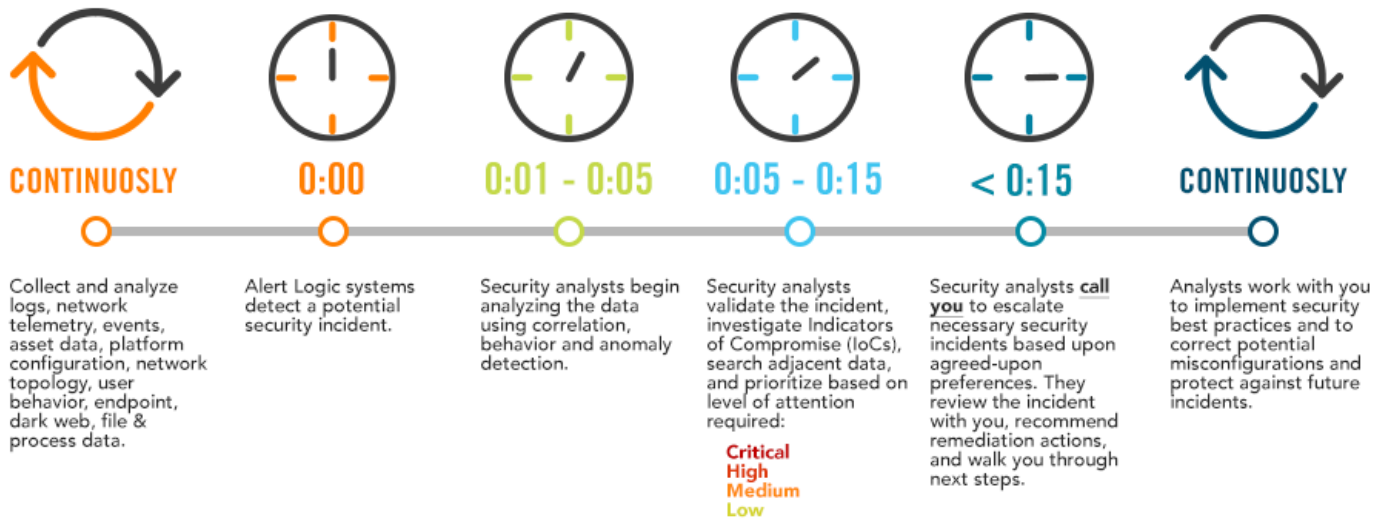 CONTINUOSLY
0:00
0:01 - 0:05
0:05 - 0:15
< 0:15
CONTINUOSLY
Collect and analyze
logs, network
telemetry, events,
asset data, platform
configuration, network
topology, user
behavior, endpoint,
dark web, file &
process data.
Alert Logic systems
detect a potential
security incident.
Security analysts begin
analyzing the data
using correlation,
behavior and anomaly
detection.
Security analysts
validate the incident,
investigate Indicators
of Compromise (IoCs),
search adjacent data,
and prioritize based on
level of attention
required:
Critical
High
Medium
Low
Security analysts call
you to escalate
necessary security
incidents based upon
agreed-upon
preferences. They
review the incident
with you, recommend
remediation actions,
and walk you through
next steps.
Analysts work with you
to implement security
best practices and to
correct potential
misconfigurations and
protect against future
incidents.